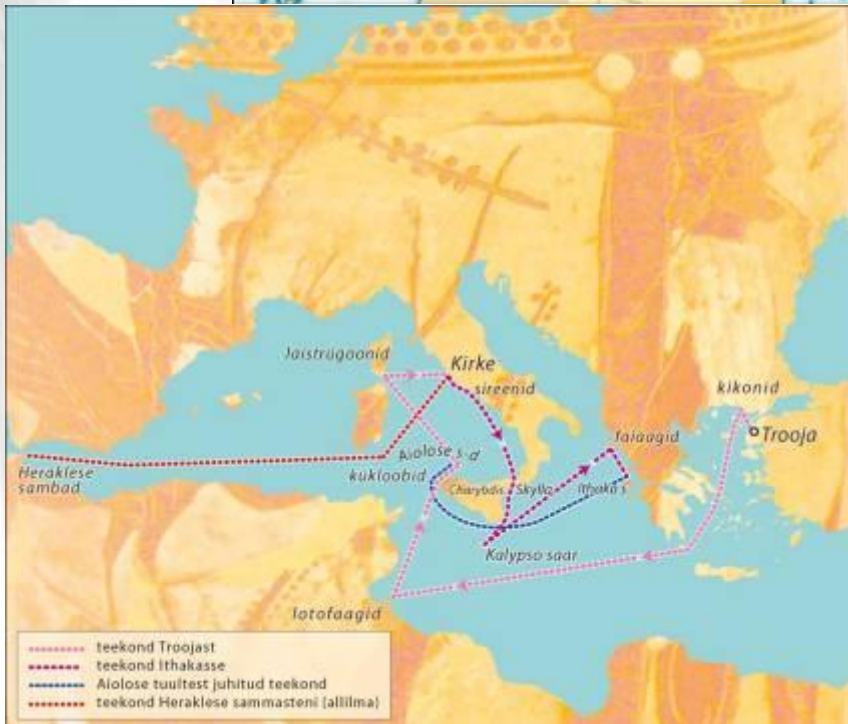 laistrügoonid
Kirke
sireenid
kikonid
Trooja
faiaagid
Aiolose s-d
Heraklese
sambad
kükloobid
Charybdis
Skylla
Ithaka s
Kalypso saar
lotofaagid
teekond Troojast
teekond Ithakasse
Aiolose tuultest juhitud teekond
teekond Heraklese sammasteni (allilma)